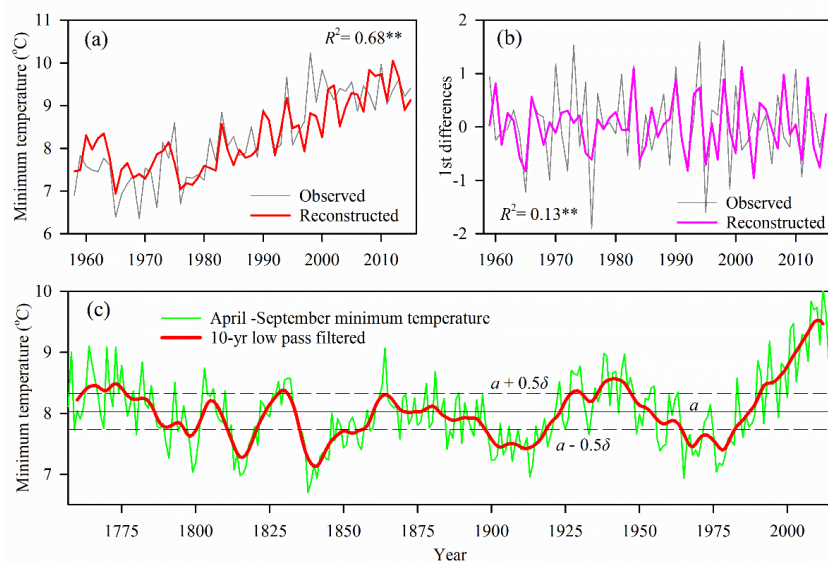 (a)
R² = 0.68**
Minimum temperature (°C)
11
10
9
8
7
6
Observed
Reconstructed
1960 1970 1980 1990 2000 2010
(b)
1st differences
2
1
0
-1
-2
R² = 0.13**
Observed
Reconstructed
1960 1970 1980 1990 2000 2010
(c)
Minimum temperature (°C)
10
9
8
7
April -September minimum temperature
10-yr low pass filtered
a + 0.5δ
a
a - 0.5δ
1775 1800 1825 1850 1875 1900 1925 1950 1975 2000
Year